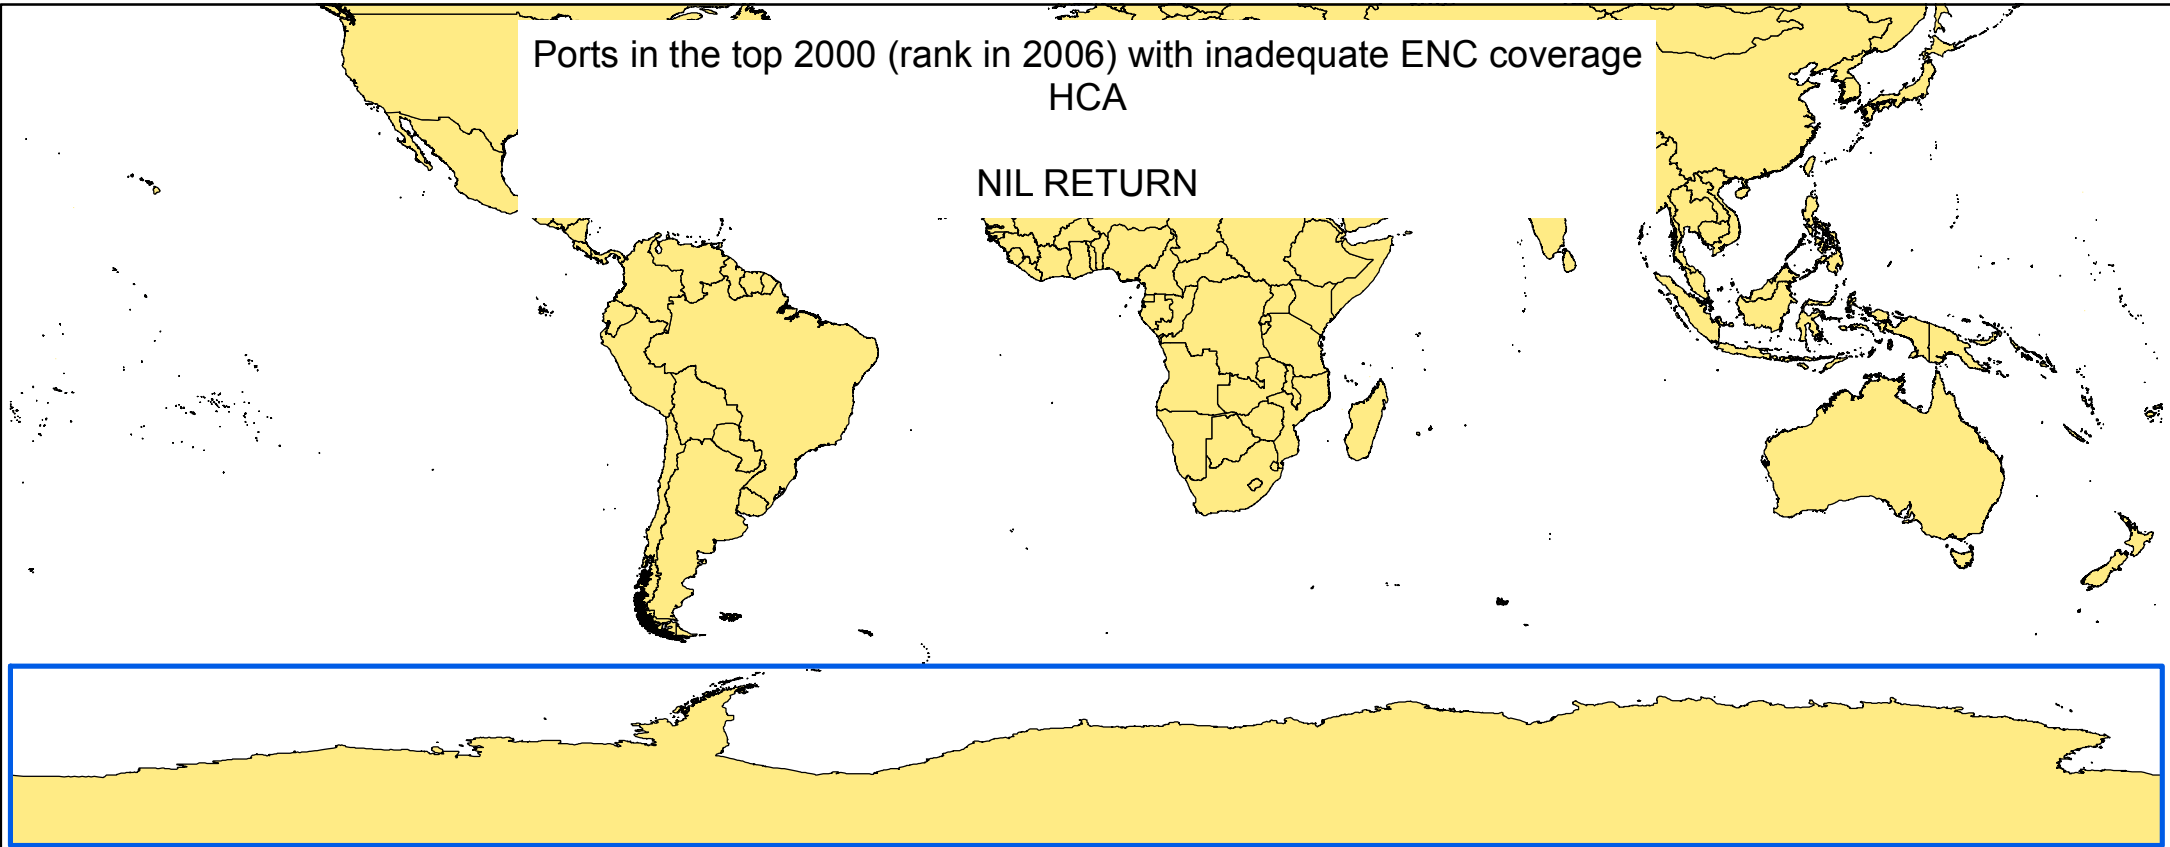 Ports in the top 2000 (rank in 2006) with inadequate ENC coverage
HCA
NIL RETURN